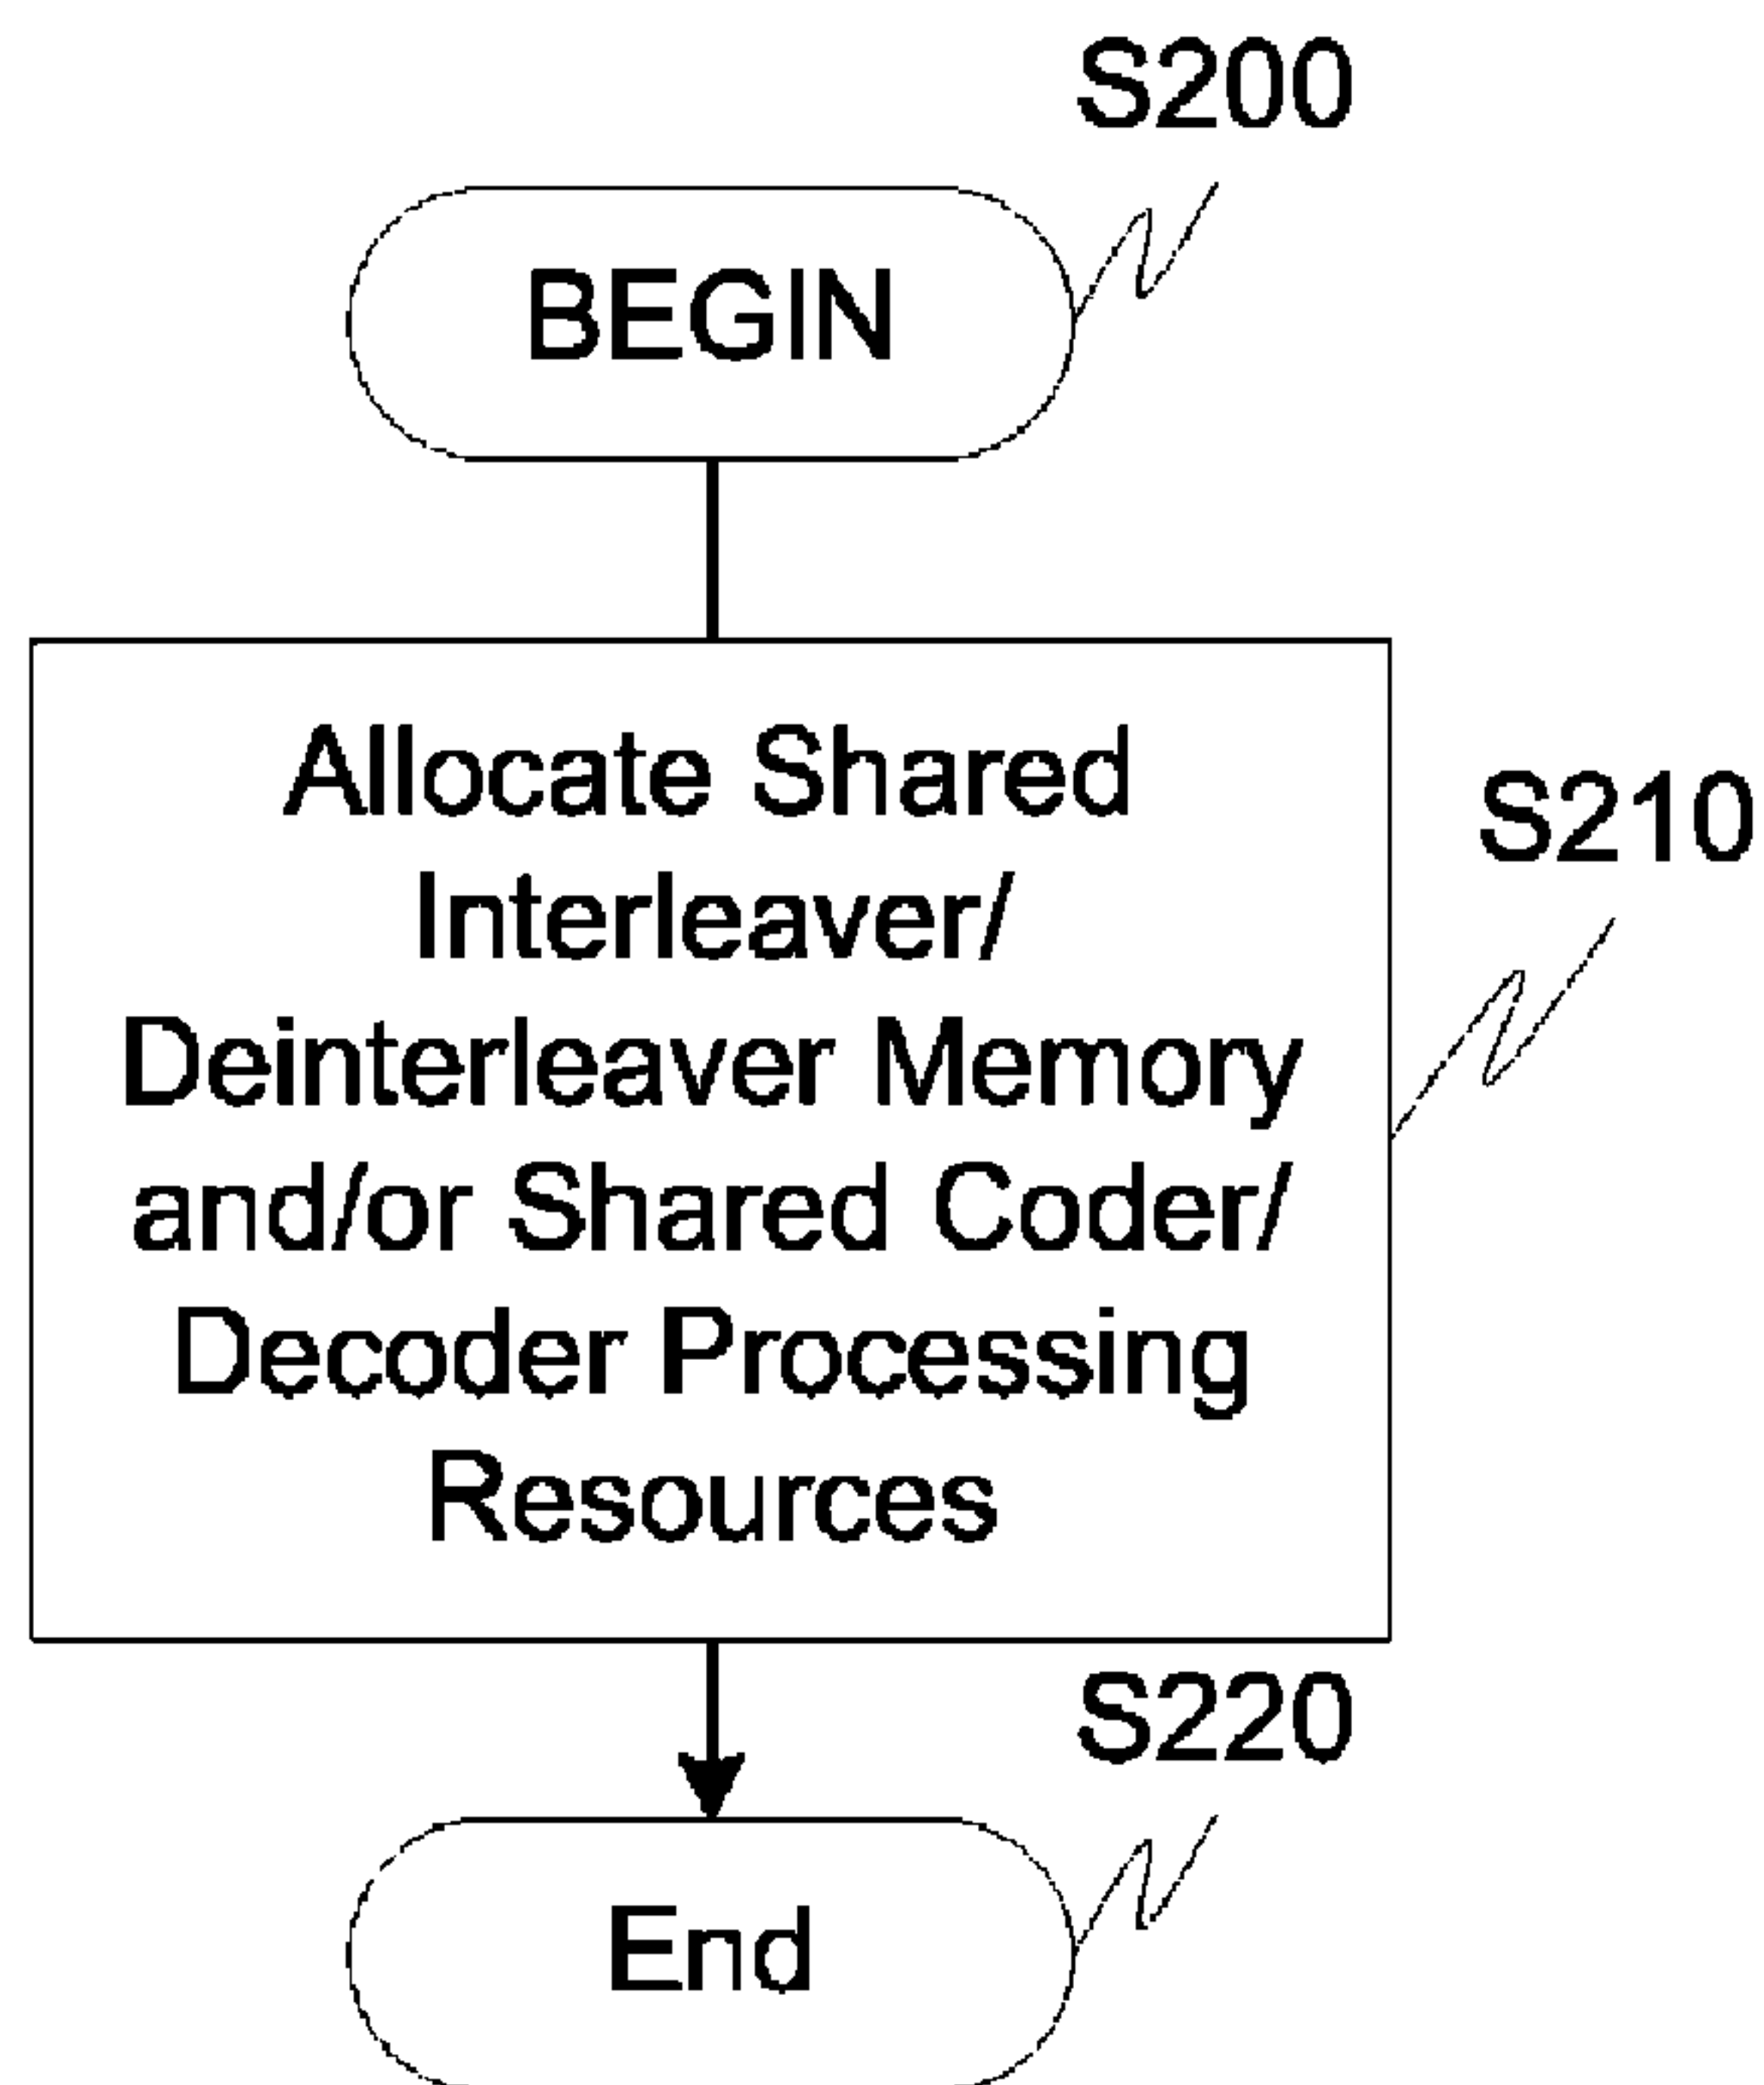 S200
BEGIN
Allocate Shared
Interleaver/
Deinterleaver Memory
and/or Shared Coder/
Decoder Processing
Resources
S210
S220
End